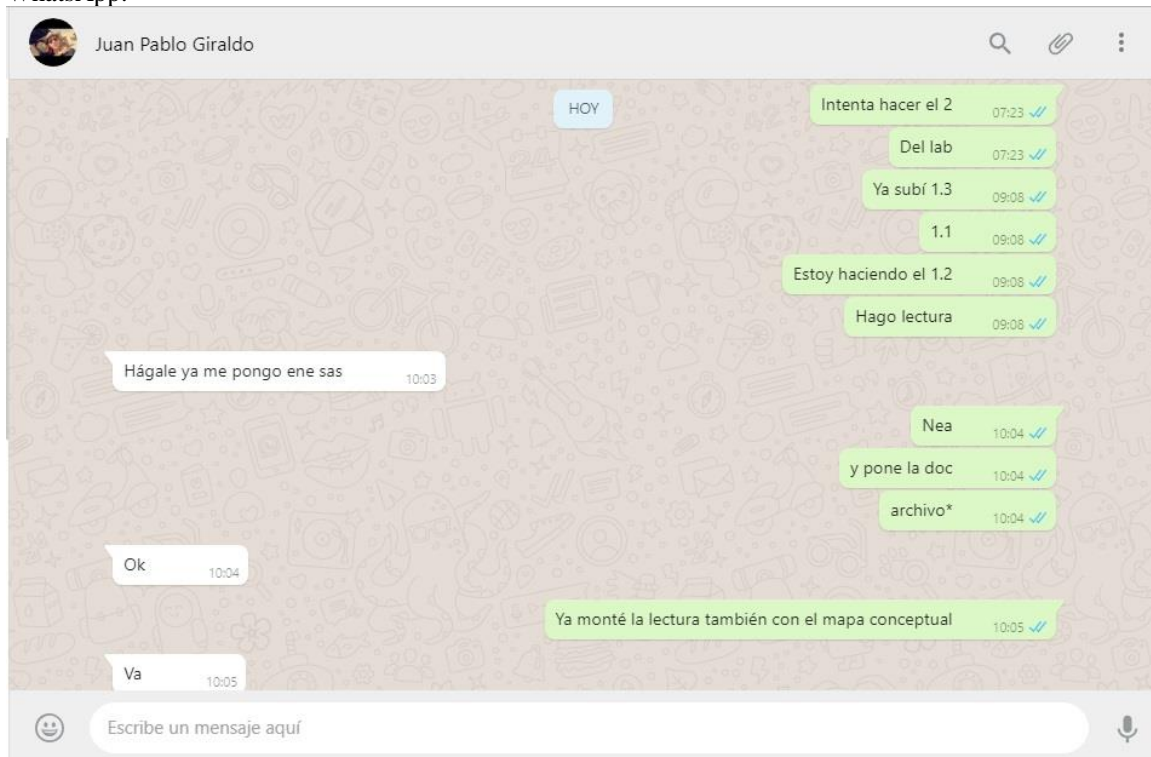 WhatsApp.
Juan Pablo Giraldo
HOY
Intenta hacer el 2 07:23
Del lab 07:23
Ya subí 1.3 09:08
1.1 09:08
Estoy haciendo el 1.2 09:08
Hago lectura 09:08
Hágale ya me pongo ene sas 10:03
Nea 10:04
y pone la doc 10:04
archivo* 10:04
Ok 10:04
Ya monté la lectura también con el mapa conceptual 10:05
Va 10:05
Escribe un mensaje aquí